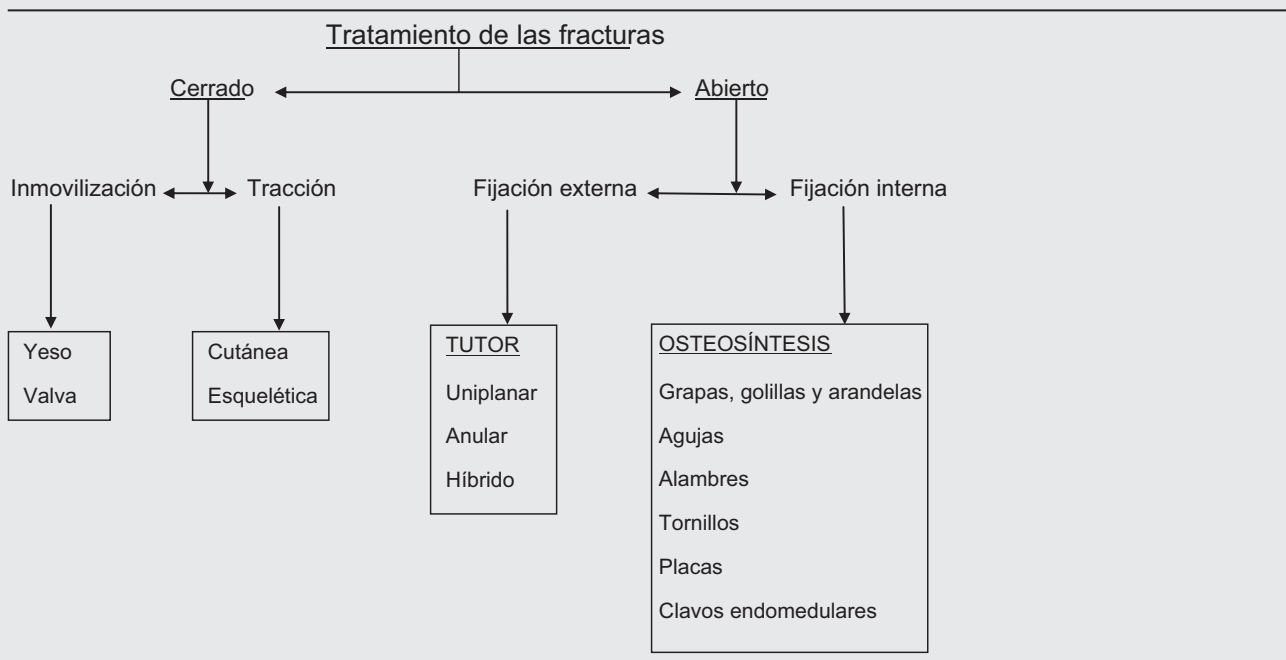 Tratamiento de las fracturas
Cerrado
Abierto
Inmovilización
Tracción
Fijación externa
Fijación interna
Yeso
Valva
Cutánea
Esquelética
TUTOR
Uniplanar
Anular
Híbrido
OSTEOSÍNTESIS
Grapas, golillas y arandelas
Agujas
Alambres
Tornillos
Placas
Clavos endomedulares